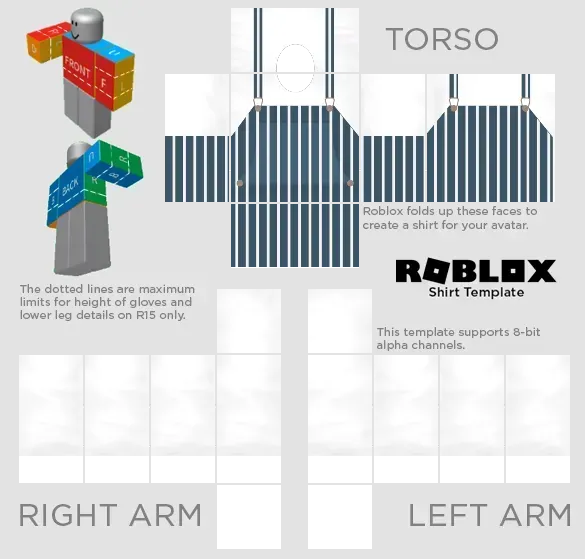 TORSO
FRONT
F
L
U
R
BACK
R
B
U
Roblox folds up these faces to
create a shirt for your avatar.
ROBLOX
Shirt Template
The dotted lines are maximum
limits for height of gloves and
lower leg details on R15 only.
This template supports 8-bit
alpha channels.
RIGHT ARM
LEFT ARM